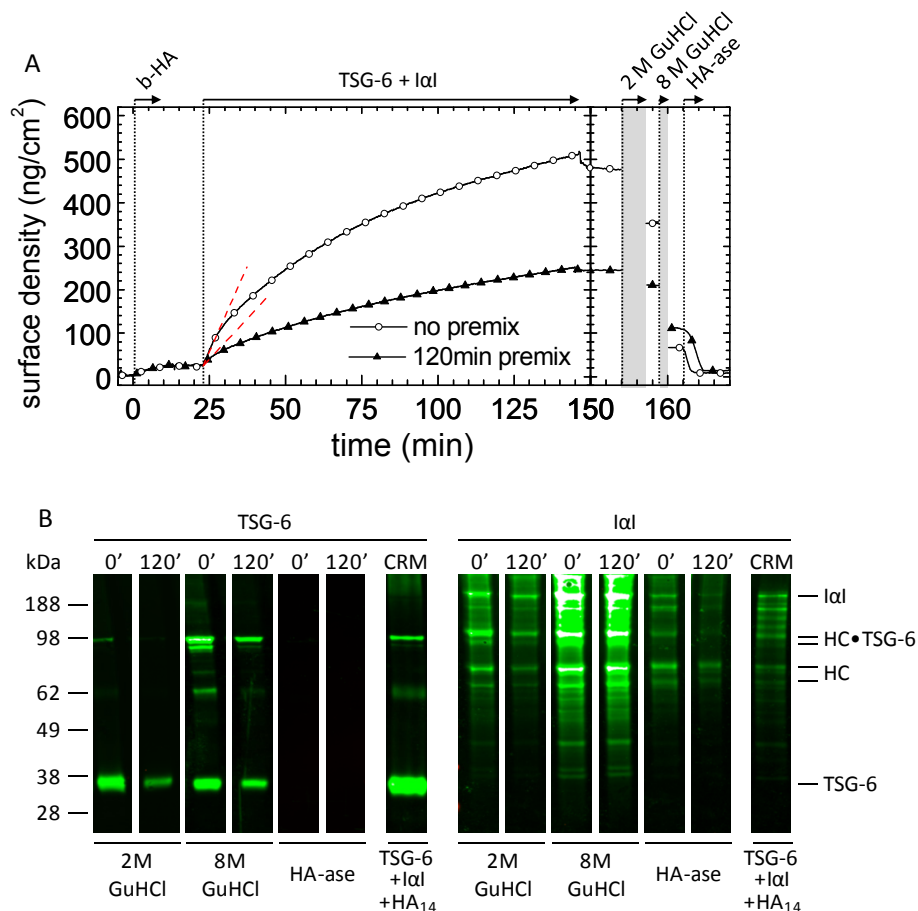 A
b-HA
TSG-6 + IαI
2 M GuHCl
8 M GuHCl
HA-ase
surface density (ng/cm²)
600
500
400
300
200
100
0
no premix
120min premix
0 25 50 75 100 125 150 160
time (min)
B
TSG-6 IαI
kDa 0' 120' 0' 120' 0' 120' CRM 0' 120' 0' 120' 0' 120' CRM
188
98
62
49
38
28
IαI
HC•TSG-6
HC
TSG-6
2M GuHCl
8M GuHCl
HA-ase
TSG-6 +IαI +HA₁₄
2M GuHCl
8M GuHCl
HA-ase
TSG-6 +IαI +HA₁₄